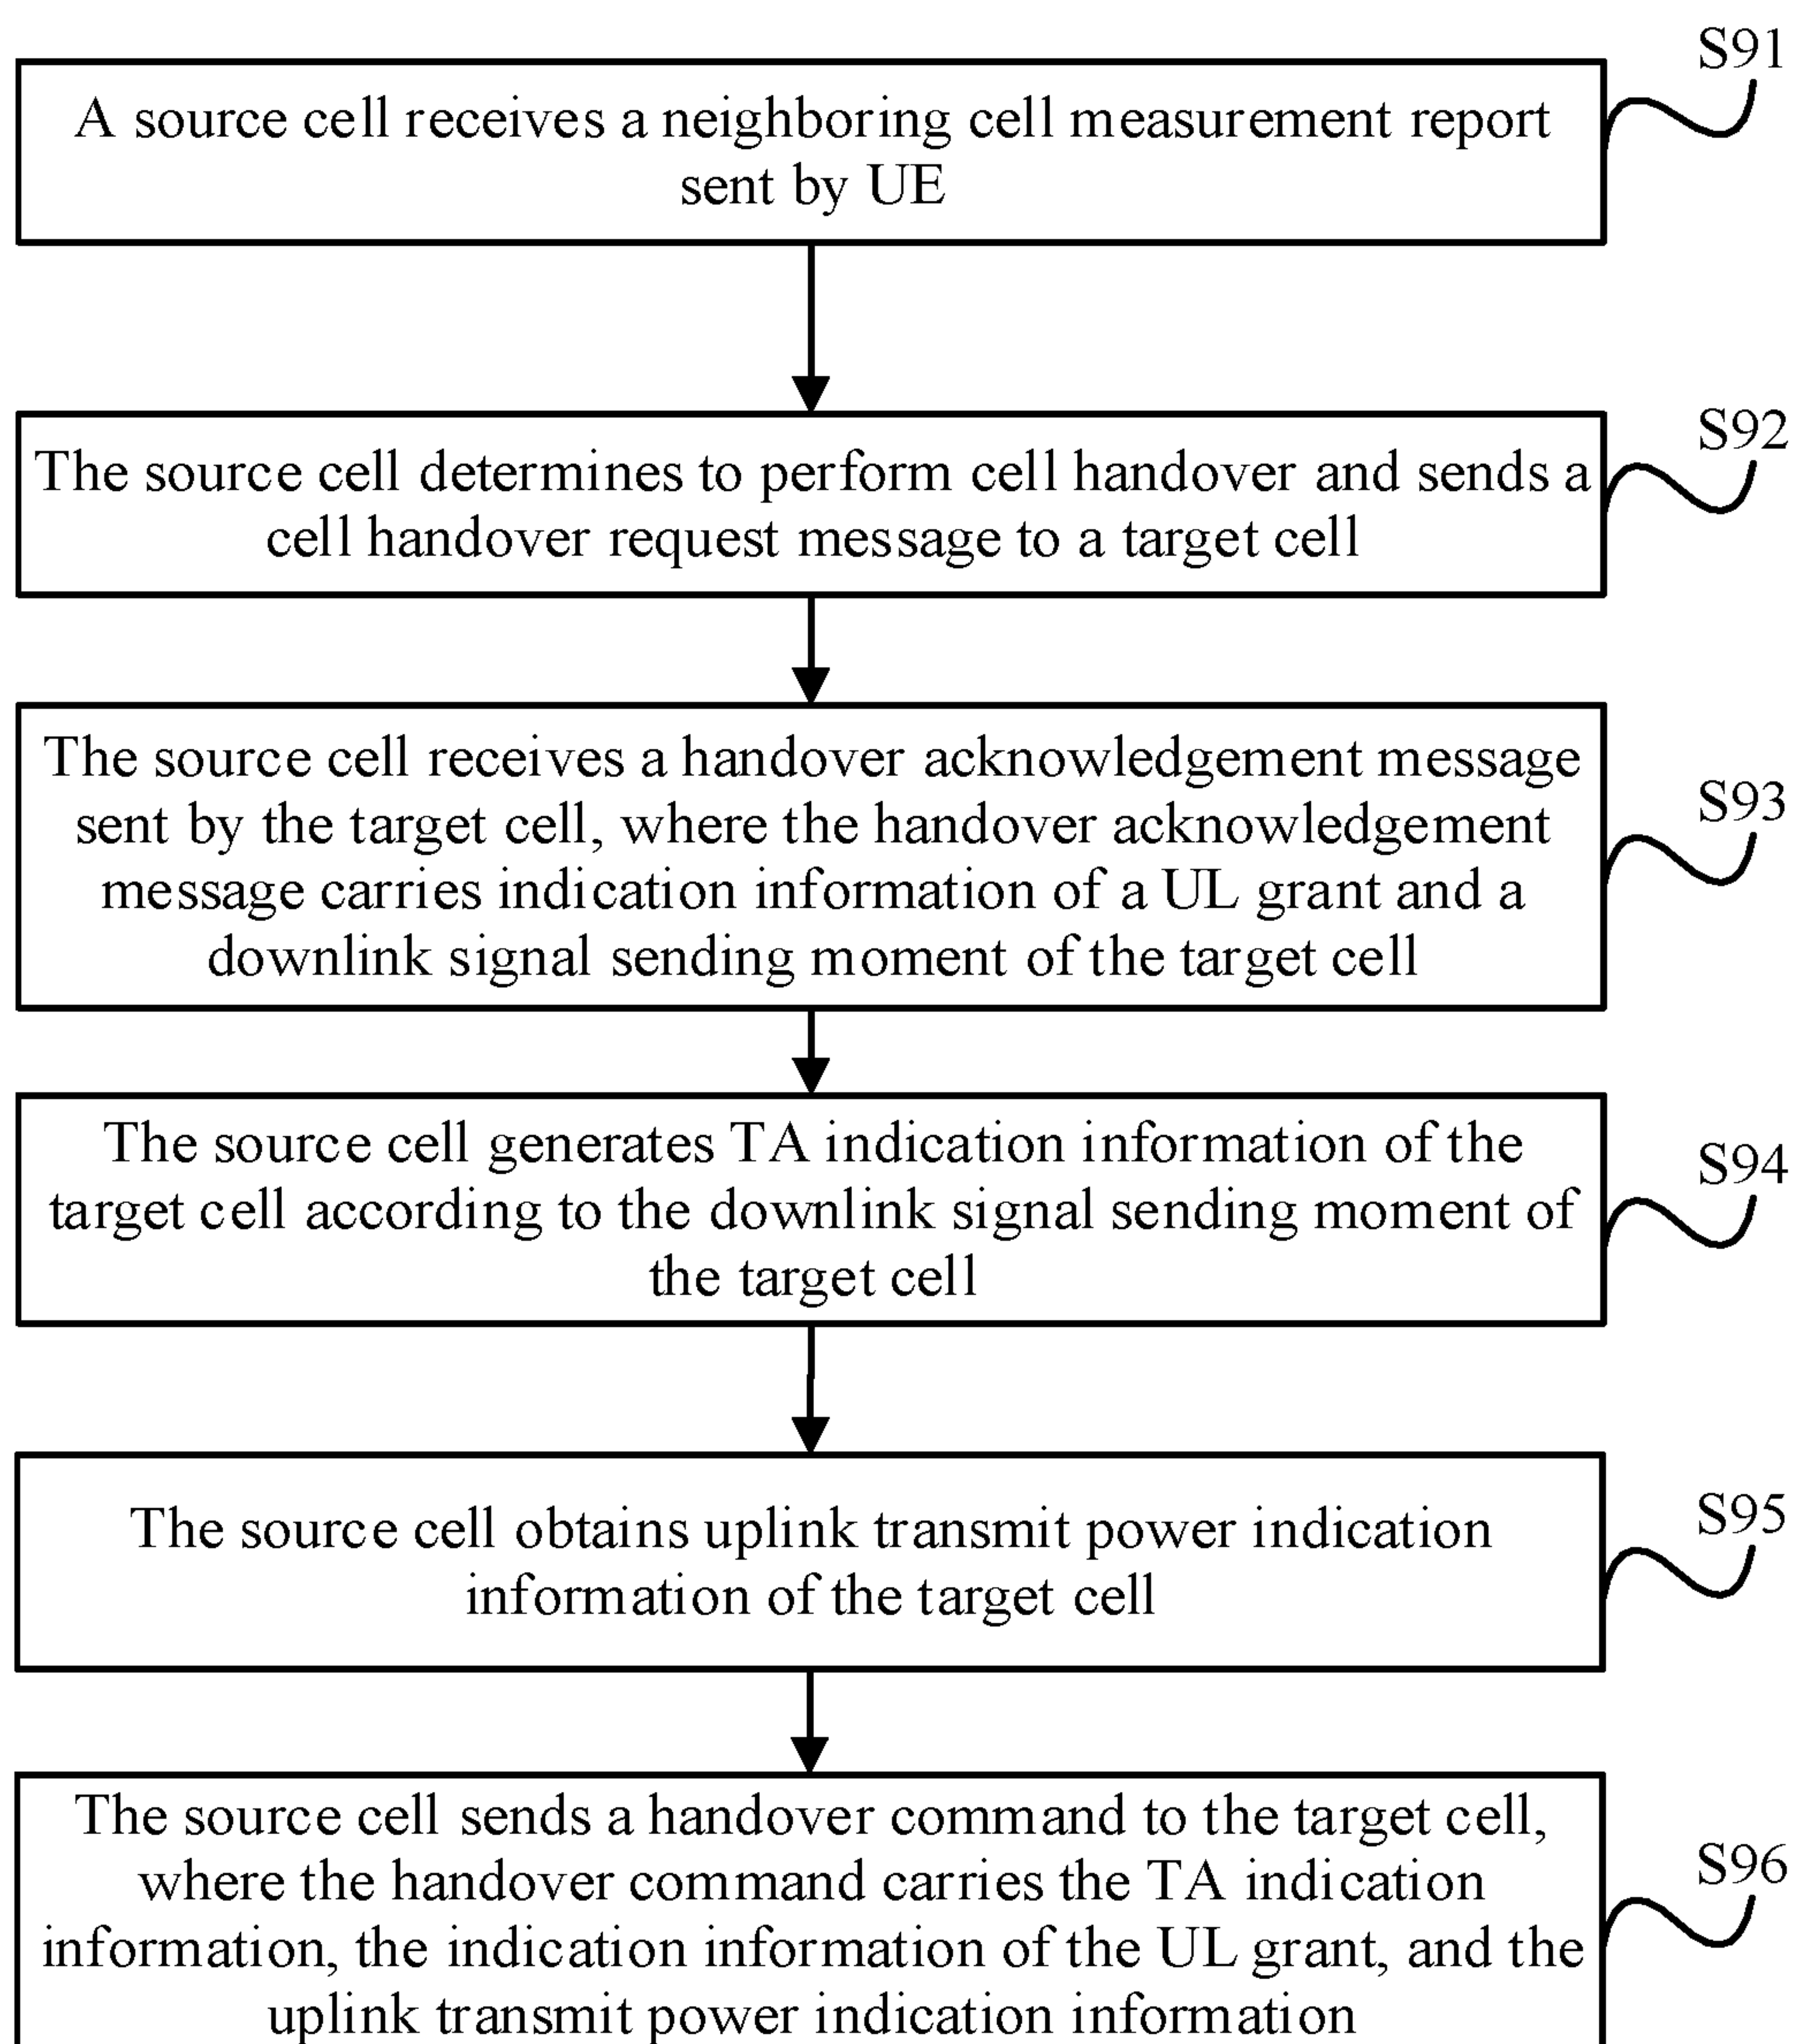 S91
A source cell receives a neighboring cell measurement report
sent by UE
S92
The source cell determines to perform cell handover and sends a
cell handover request message to a target cell
The source cell receives a handover acknowledgement message
S93
sent by the target cell, where the handover acknowledgement
message carries indication information of a UL grant and a
downlink signal sending moment of the target cell
The source cell generates TA indication information of the
S94
target cell according to the downlink signal sending moment of
the target cell
S95
The source cell obtains uplink transmit power indication
information of the target cell
The source cell sends a handover command to the target cell,
S96
where the handover command carries the TA indication
information, the indication information of the UL grant, and the
uplink transmit power indication information